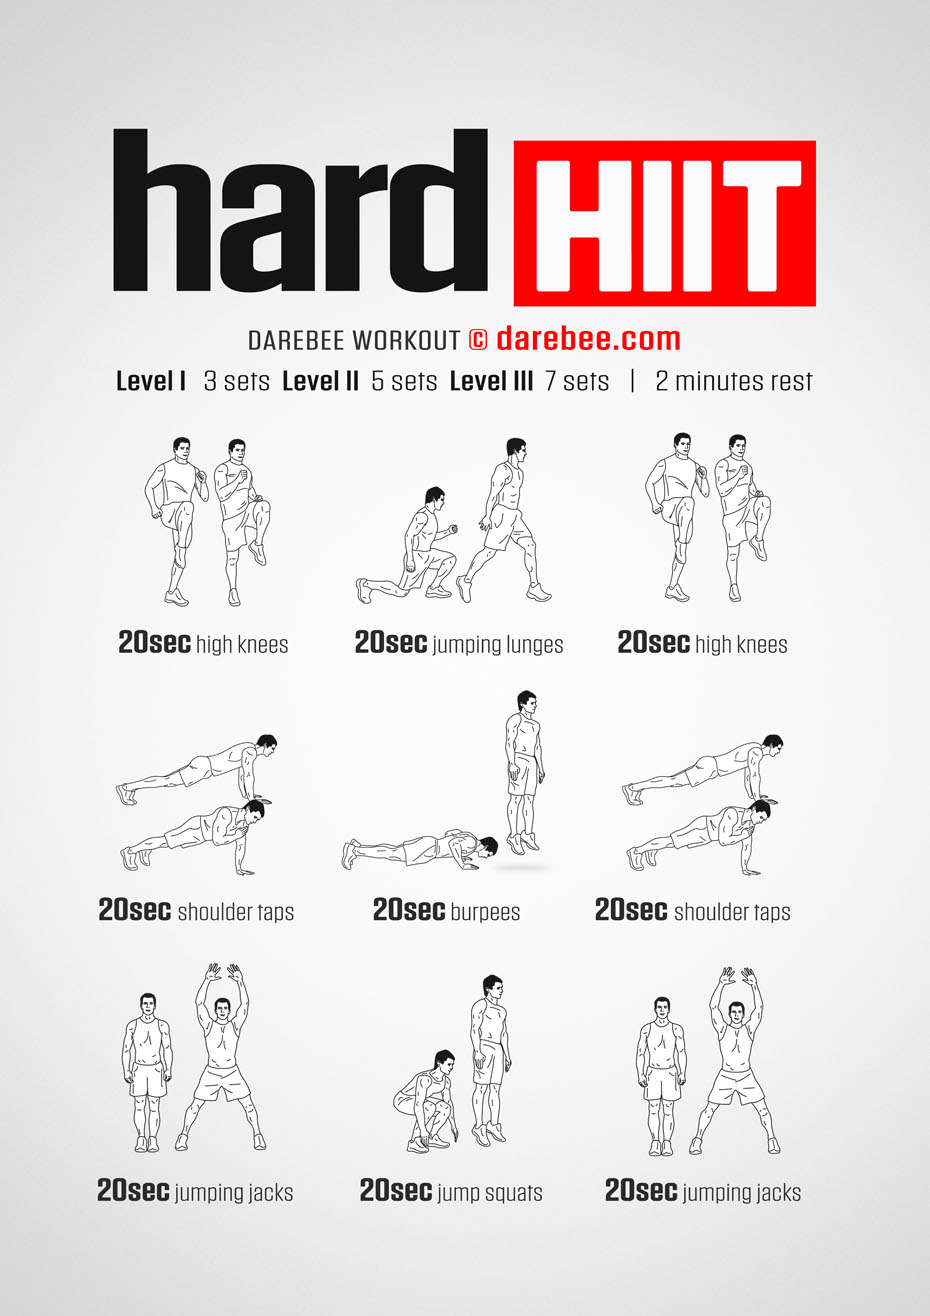 hard HIIT
DAREBEE WORKOUT © darebee.com
Level I 3 sets Level II 5 sets Level III 7 sets | 2 minutes rest
20sec high knees
20sec jumping lunges
20sec high knees
20sec shoulder taps
20sec burpees
20sec shoulder taps
20sec jumping jacks
20sec jump squats
20sec jumping jacks